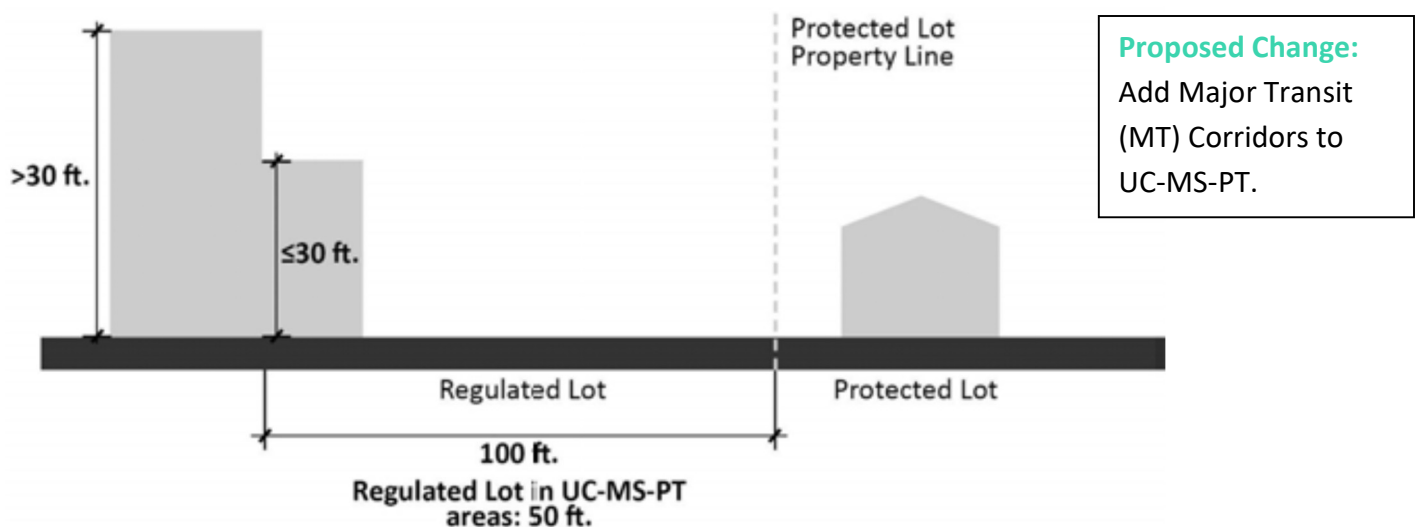 Protected Lot
Property Line
Proposed Change:
Add Major Transit
(MT) Corridors to
UC-MS-PT.
>30 ft.
≤30 ft.
Regulated Lot
Protected Lot
100 ft.
Regulated Lot in UC-MS-PT
areas: 50 ft.